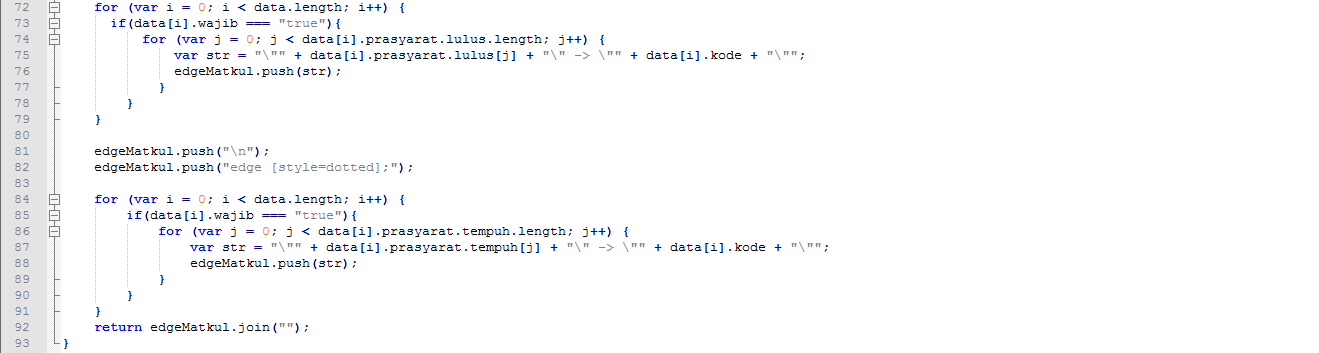 72 for (var i = 0; i < data.length; i++) {
73 if(data[i].wajib === "true"){
74 for (var j = 0; j < data[i].prasyarat.lulus.length; j++) {
75 var str = "\"" + data[i].prasyarat.lulus[j] + "\" -> \"" + data[i].kode + "\"";
76 edgeMatkul.push(str);
77 }
78 }
79 }
80
81 edgeMatkul.push("\n");
82 edgeMatkul.push("edge [style=dotted];");
83
84 for (var i = 0; i < data.length; i++) {
85 if(data[i].wajib === "true"){
86 for (var j = 0; j < data[i].prasyarat.tempuh.length; j++) {
87 var str = "\"" + data[i].prasyarat.tempuh[j] + "\" -> \"" + data[i].kode + "\"";
88 edgeMatkul.push(str);
89 }
90 }
91 }
92 return edgeMatkul.join("");
93 }